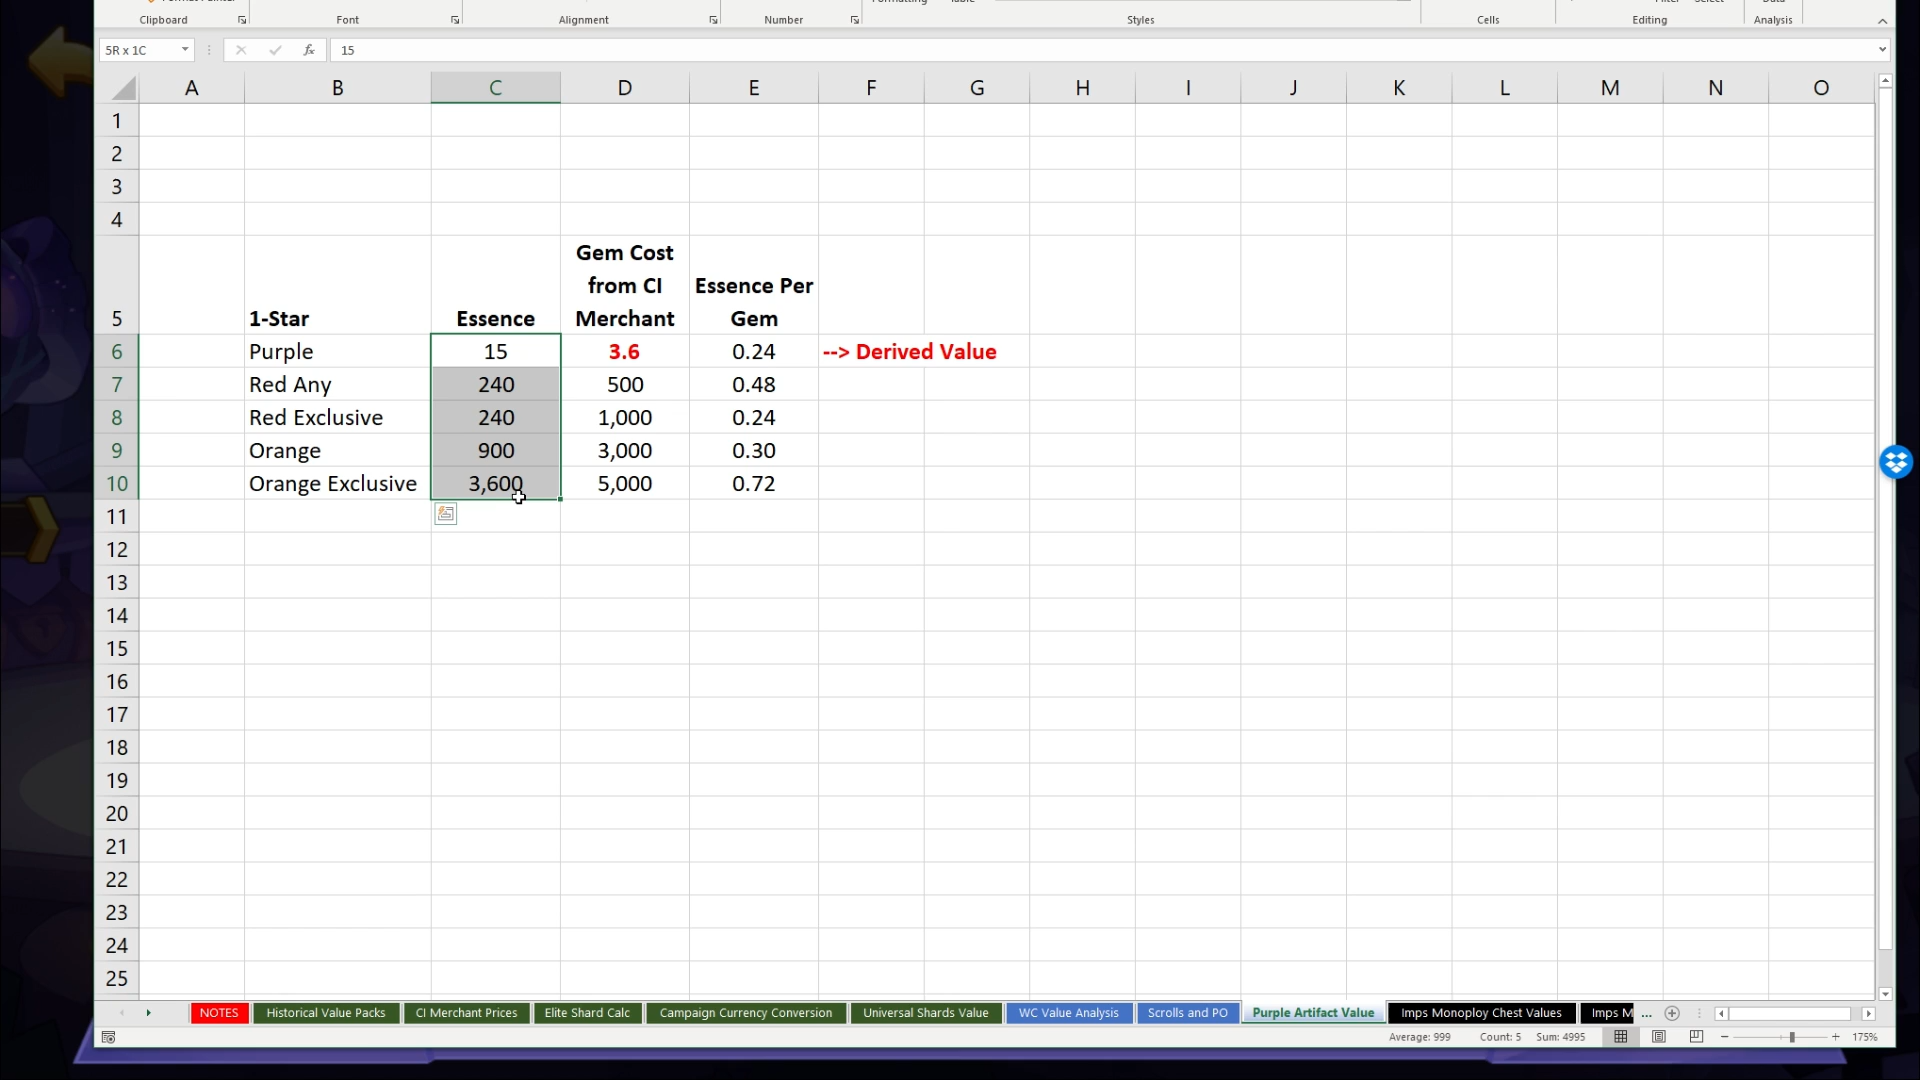 Clipboard Font Alignment Number Styles Cells Editing Analysis
5R x 1C fx 15
A B C D E F G H I J K L M N O
1
2
3
4
Gem Cost
from CI Essence Per
5 1-Star Essence Merchant Gem
6 Purple 15 3.6 0.24 --> Derived Value
7 Red Any 240 500 0.48
8 Red Exclusive 240 1,000 0.24
9 Orange 900 3,000 0.30
10 Orange Exclusive 3,600 5,000 0.72
11
12
13
14
15
16
17
18
19
20
21
22
23
24
25
NOTES Historical Value Packs CI Merchant Prices Elite Shard Calc Campaign Currency Conversion Universal Shards Value WC Value Analysis Scrolls and PO Purple Artifact Value Imps Monoploy Chest Values Imps M ...
Average: 999 Count: 5 Sum: 4995 175%